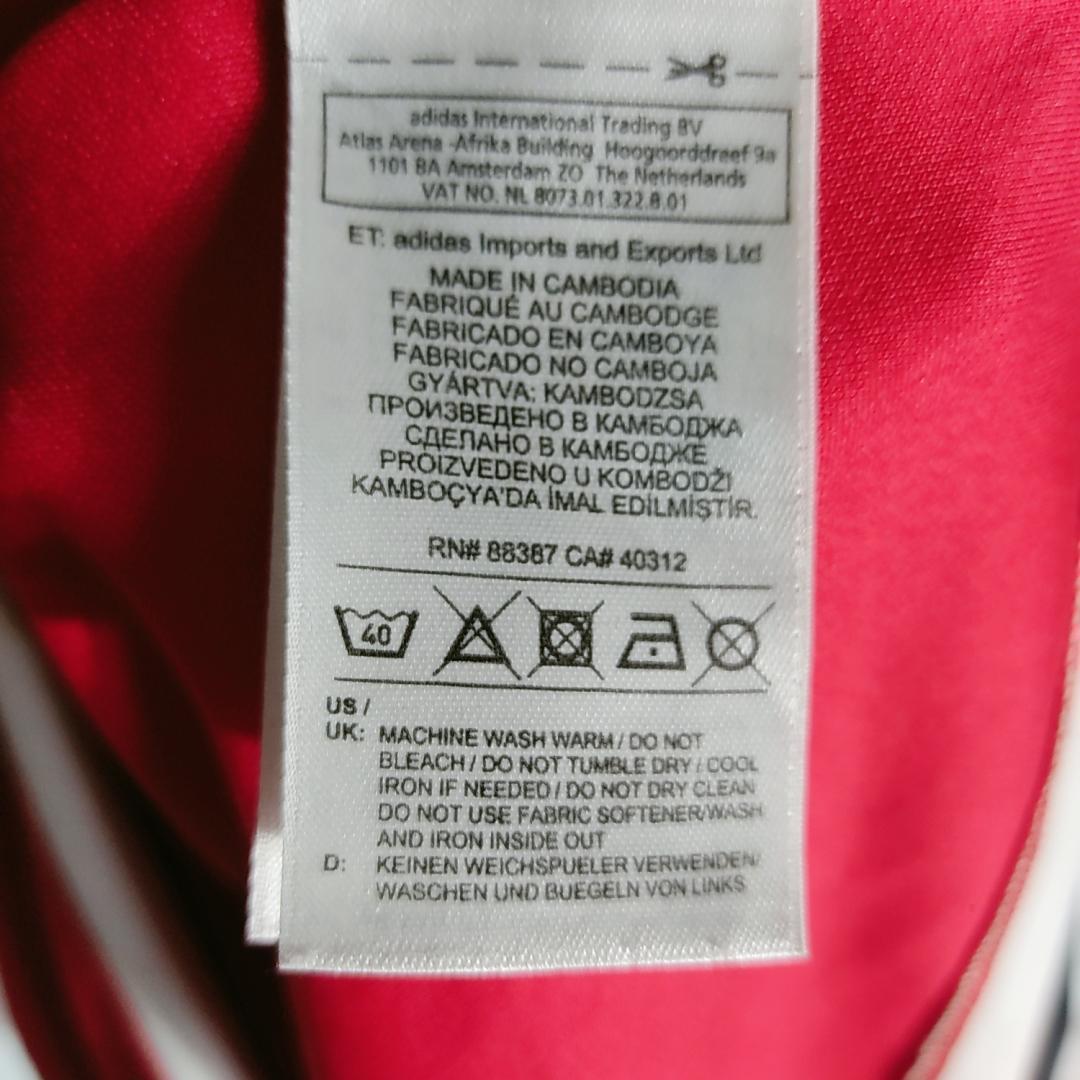 adidas International Trading BV
Atlas Arena -Afrika Building Hoogoorddreef 9a
1101 BA Amsterdam ZO The Netherlands
VAT NO. NL 8073.01.322.B.01
ET: adidas Imports and Exports Ltd
MADE IN CAMBODIA
FABRIQUÉ AU CAMBODGE
FABRICADO EN CAMBOYA
FABRICADO NO CAMBOJA
GYÁRTVA: KAMBODZSA
ПРОИЗВЕДЕНО В КАМБОДЖА
СДЕЛАНО В КАМБОДЖЕ
PROIZVEDENO U KOMBODŽI
KAMBOÇYA'DA İMAL EDİLMİŞTİR.
RN# 88387 CA# 40312
40
US /
UK: MACHINE WASH WARM / DO NOT
BLEACH / DO NOT TUMBLE DRY / COOL
IRON IF NEEDED / DO NOT DRY CLEAN
DO NOT USE FABRIC SOFTENER/WASH
AND IRON INSIDE OUT
D: KEINEN WEICHSPUELER VERWENDEN/
WASCHEN UND BUEGELN VON LINKS